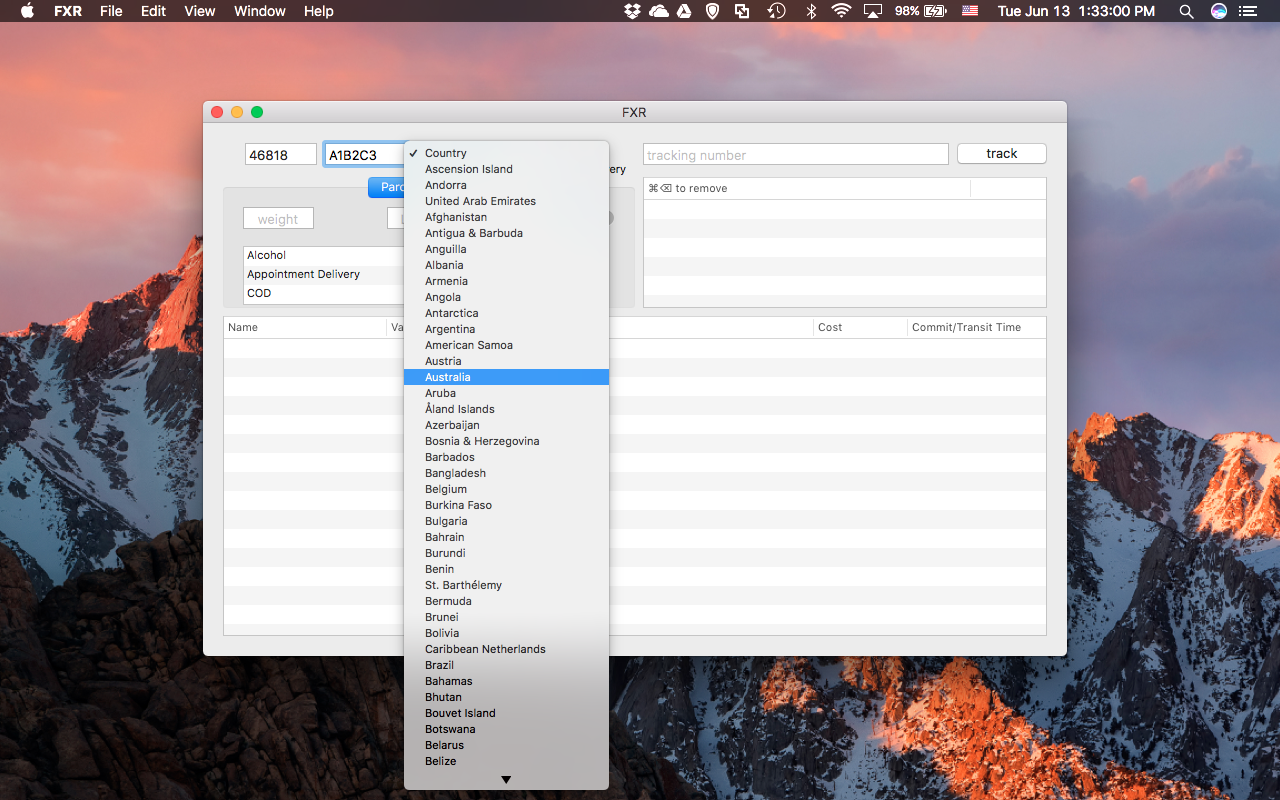 FXR File Edit View Window Help 98% Tue Jun 13 1:33:00 PM
FXR
46818 A1B2C3 tracking number track
ery
⌘⌫ to remove
weight
Alcohol
Appointment Delivery
COD
Name Cost Commit/Transit Time
✓ Country
Ascension Island
Andorra
United Arab Emirates
Afghanistan
Antigua & Barbuda
Anguilla
Albania
Armenia
Angola
Antarctica
Argentina
American Samoa
Austria
Australia
Aruba
Åland Islands
Azerbaijan
Bosnia & Herzegovina
Barbados
Bangladesh
Belgium
Burkina Faso
Bulgaria
Bahrain
Burundi
Benin
St. Barthélemy
Bermuda
Brunei
Bolivia
Caribbean Netherlands
Brazil
Bahamas
Bhutan
Bouvet Island
Botswana
Belarus
Belize